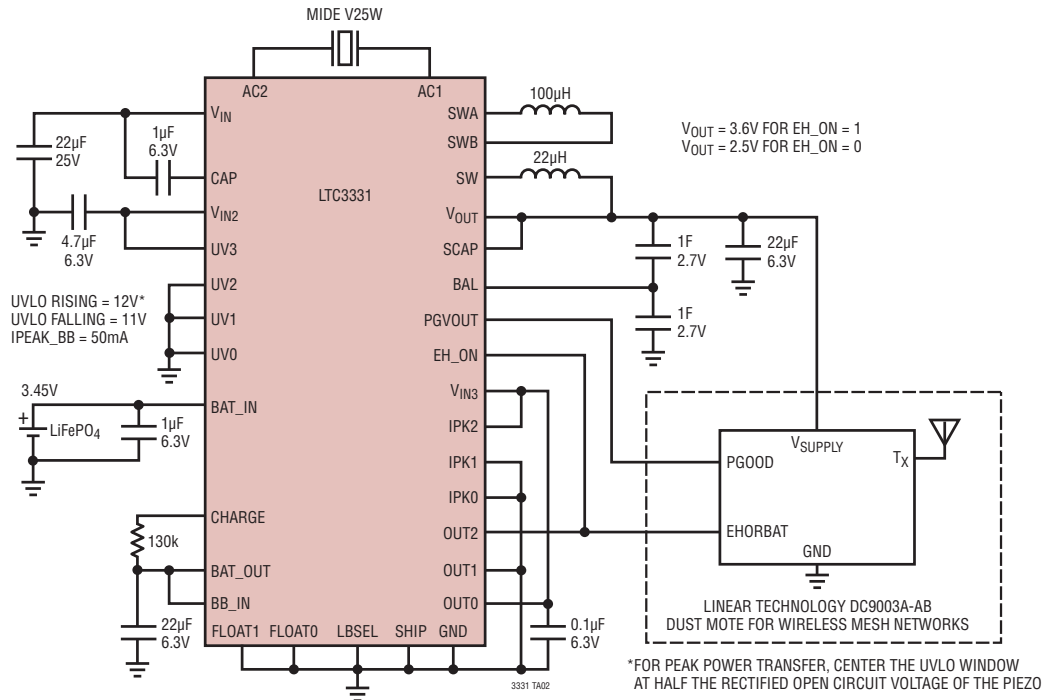 MIDE V25W
AC2
AC1
VIN
CAP
VIN2
UV3
UV2
UV1
UV0
BAT_IN
CHARGE
BAT_OUT
BB_IN
LTC3331
SWA
SWB
SW
VOUT
SCAP
BAL
PGVOUT
EH_ON
VIN3
IPK2
IPK1
IPK0
OUT2
OUT1
OUT0
FLOAT1 FLOAT0 LBSEL SHIP GND
22µF
25V
1µF
6.3V
4.7µF
6.3V
UVLO RISING = 12V*
UVLO FALLING = 11V
IPEAK_BB = 50mA
3.45V
+
LiFePO4
1µF
6.3V
130k
22µF
6.3V
100µH
22µH
VOUT = 3.6V FOR EH_ON = 1
VOUT = 2.5V FOR EH_ON = 0
1F
2.7V
22µF
6.3V
1F
2.7V
0.1µF
6.3V
VSUPPLY
PGOOD
TX
EHORBAT
GND
LINEAR TECHNOLOGY DC9003A-AB
DUST MOTE FOR WIRELESS MESH NETWORKS
3331 TA02
*FOR PEAK POWER TRANSFER, CENTER THE UVLO WINDOW
AT HALF THE RECTIFIED OPEN CIRCUIT VOLTAGE OF THE PIEZO